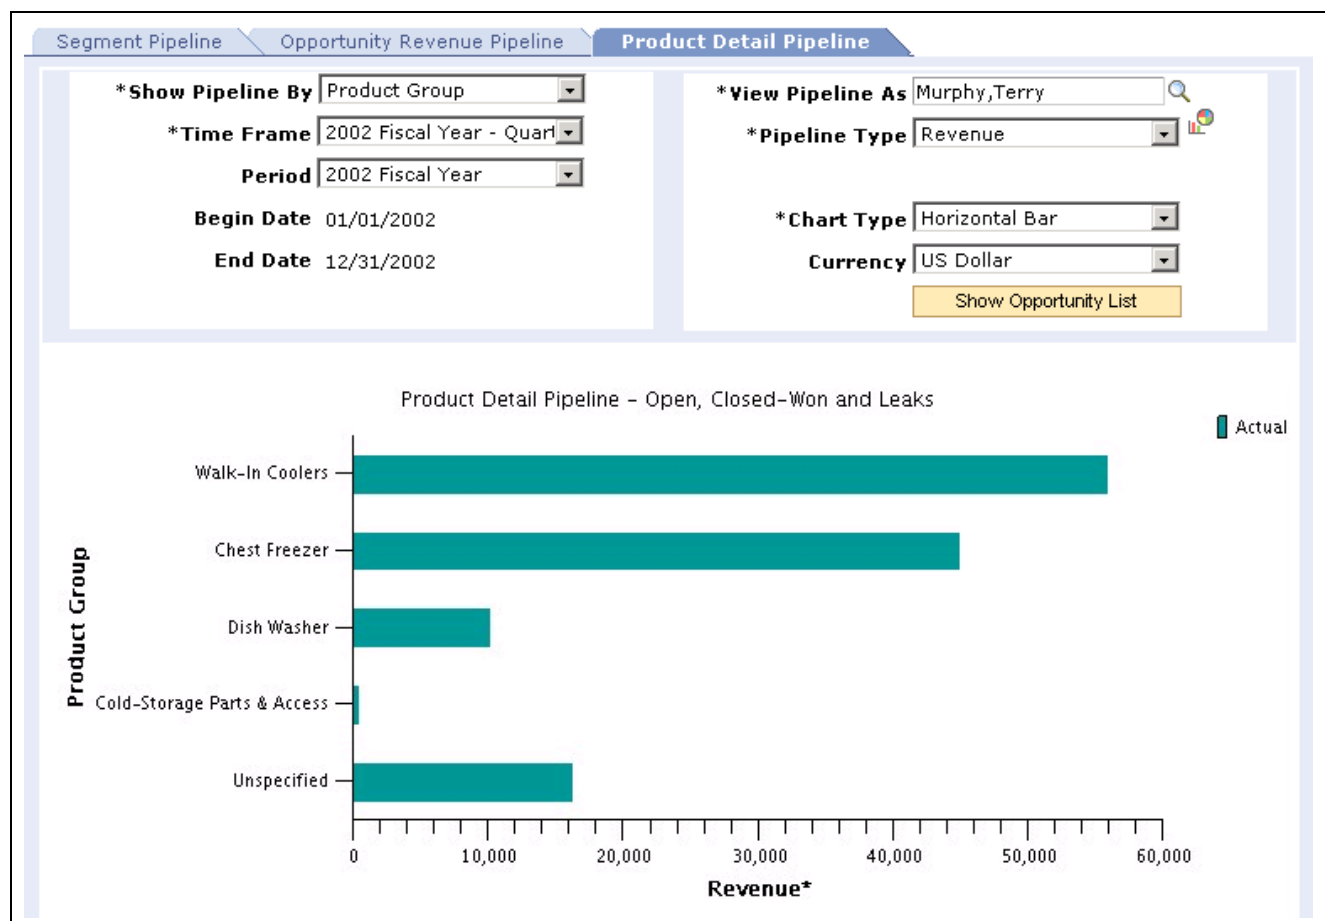 Segment Pipeline
Opportunity Revenue Pipeline
Product Detail Pipeline
*Show Pipeline By Product Group
*Time Frame 2002 Fiscal Year - Quart
Period 2002 Fiscal Year
Begin Date 01/01/2002
End Date 12/31/2002
*View Pipeline As Murphy,Terry
*Pipeline Type Revenue
*Chart Type Horizontal Bar
Currency US Dollar
Show Opportunity List
Product Detail Pipeline - Open, Closed-Won and Leaks
Actual
Product Group
Walk-In Coolers
Chest Freezer
Dish Washer
Cold-Storage Parts & Access
Unspecified
0 10,000 20,000 30,000 40,000 50,000 60,000
Revenue*